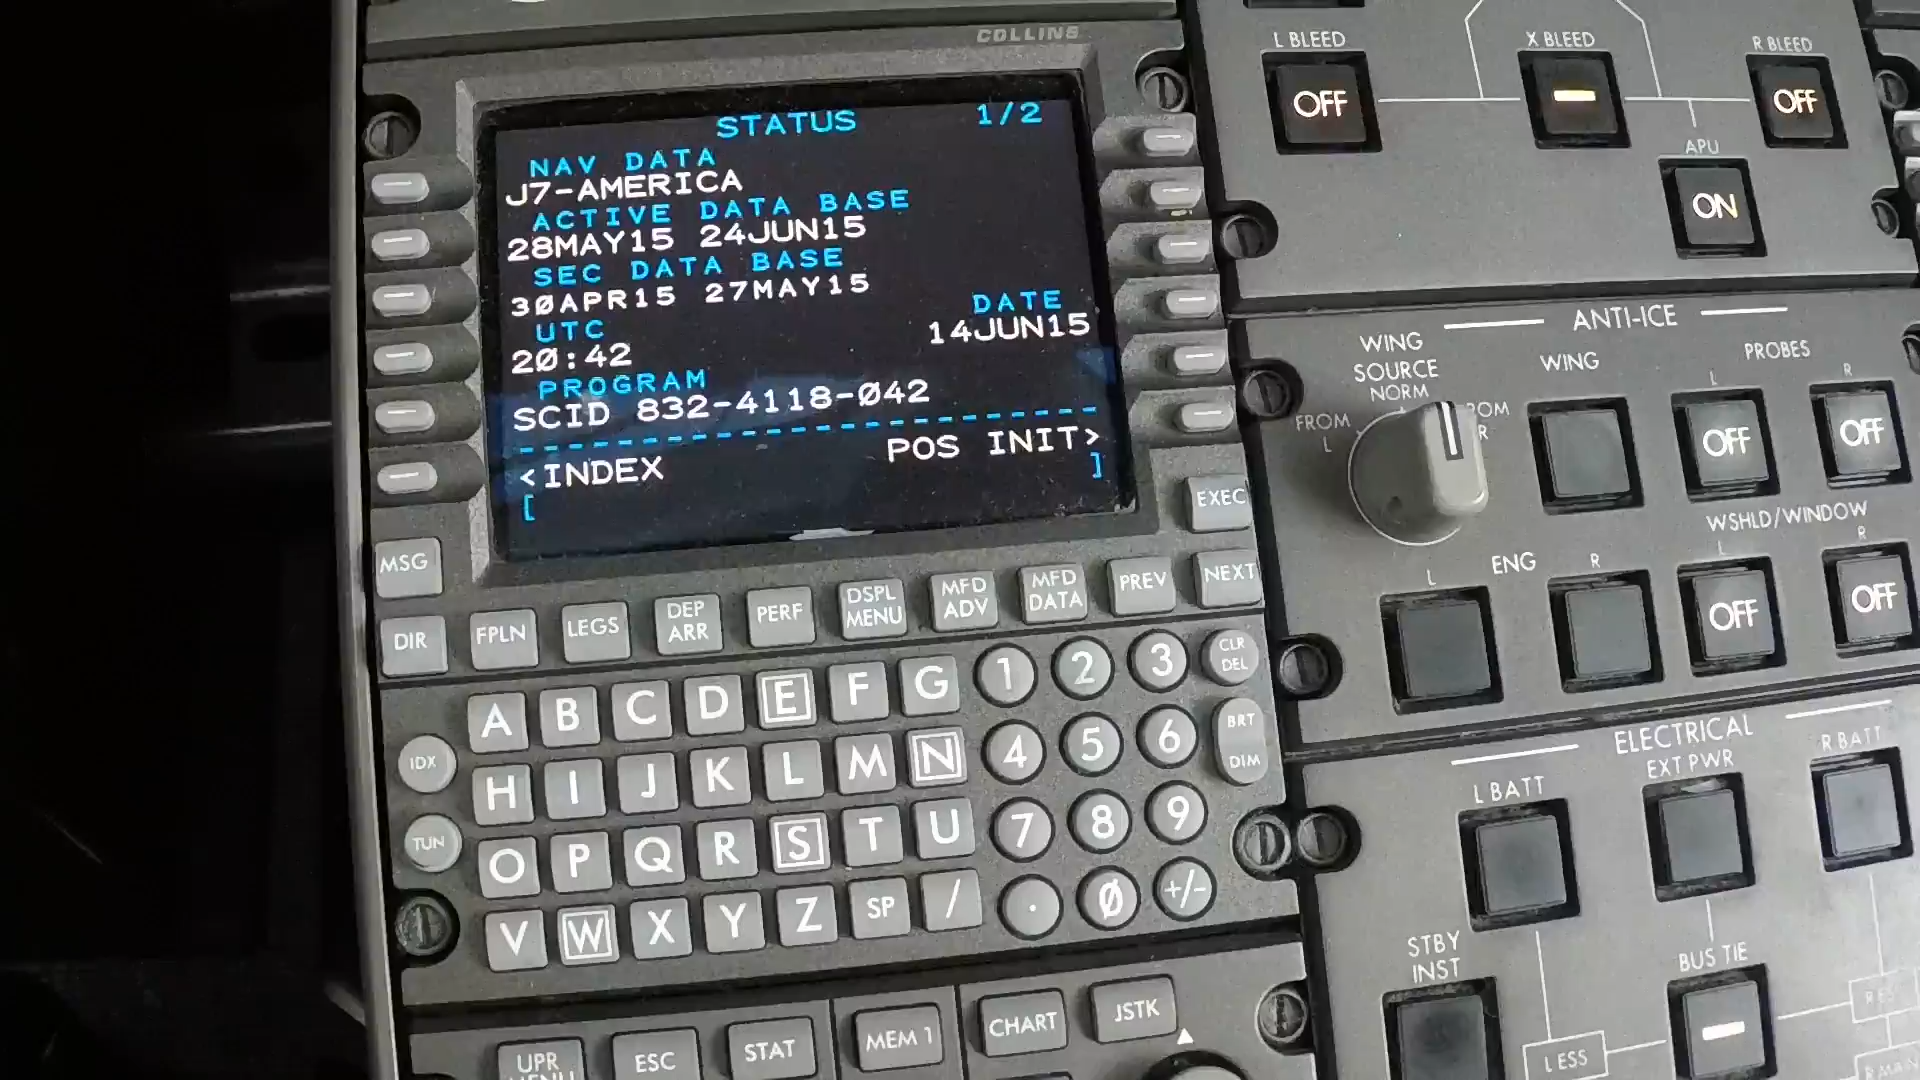 COLLINS
STATUS 1/2
NAV DATA
J7-AMERICA
ACTIVE DATA BASE
28MAY15 24JUN15
SEC DATA BASE
30APR15 27MAY15
UTC DATE
20:42 14JUN15
PROGRAM
SCID 832-4118-042
<INDEX POS INIT>
[ ]
EXEC
MSG
DIR FPLN LEGS DEP ARR PERF DSPL MENU MFD ADV MFD DATA PREV NEXT
A B C D E F G 1 2 3 CLR DEL
IDX H I J K L M N 4 5 6 BRT DIM
TUN O P Q R S T U 7 8 9
V W X Y Z SP / . 0 +/-
UPR MENU ESC STAT MEM 1 CHART JSTK
L BLEED X BLEED R BLEED
OFF OFF
APU
ON
ANTI-ICE
WING SOURCE
NORM
FROM L
R
WING
PROBES
L R
OFF OFF
WSHLD/WINDOW
L R
OFF OFF
ENG
L R
ELECTRICAL
L BATT EXT PWR R BATT
STBY INST
BUS TIE
L ESS